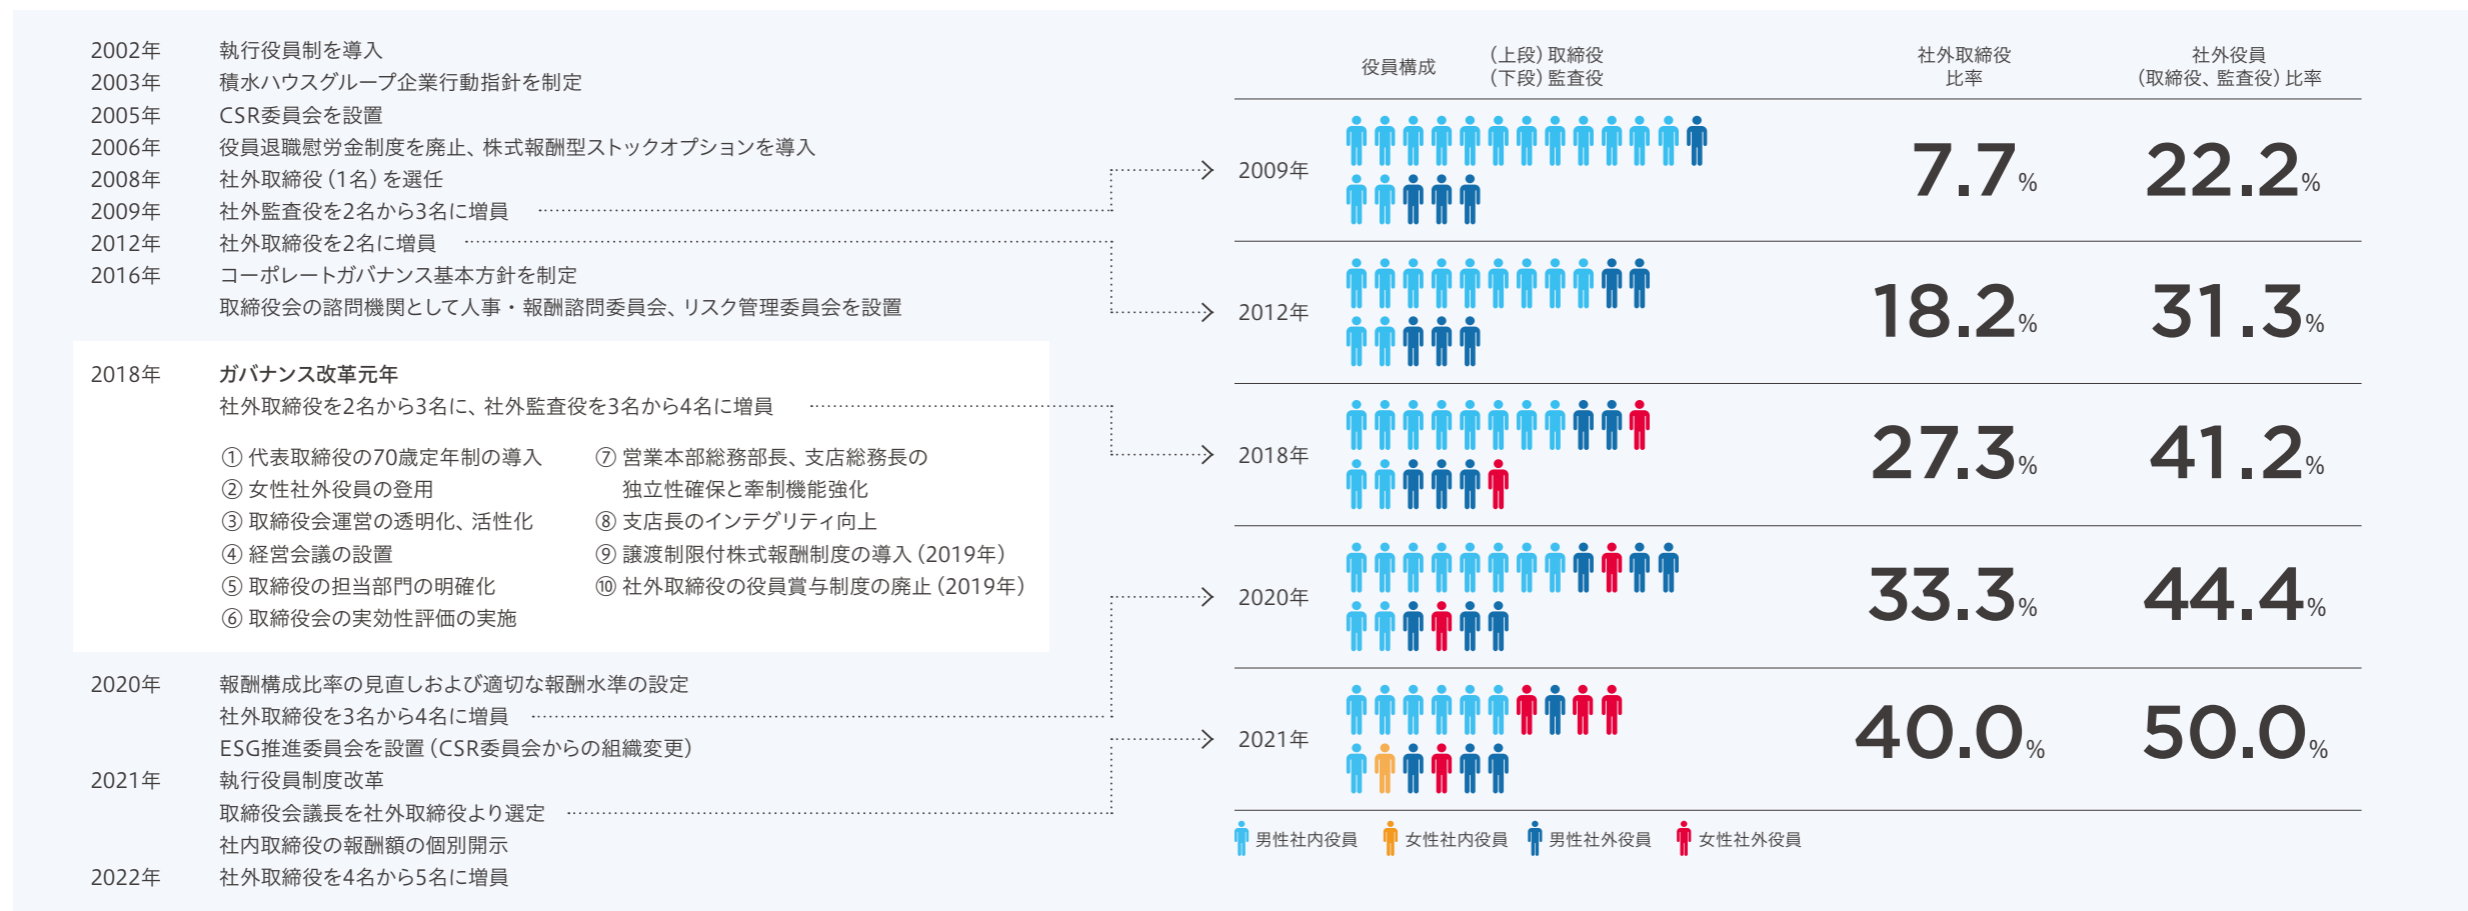 2002年 執行役員制を導入
2003年 積水ハウスグループ企業行動指針を制定
2005年 CSR委員会を設置
2006年 役員退職慰労金制度を廃止、株式報酬型ストックオプションを導入
2008年 社外取締役（1名）を選任
2009年 社外監査役を2名から3名に増員
2012年 社外取締役を2名に増員
2016年 コーポレートガバナンス基本方針を制定
取締役会の諮問機関として人事・報酬諮問委員会、リスク管理委員会を設置
2018年 ガバナンス改革元年
社外取締役を2名から3名に、社外監査役を3名から4名に増員
① 代表取締役の70歳定年制の導入
② 女性社外役員の登用
③ 取締役会運営の透明化、活性化
④ 経営会議の設置
⑤ 取締役の担当部門の明確化
⑥ 取締役会の実効性評価の実施
⑦ 営業本部総務部長、支店総務長の
独立性確保と牽制機能強化
⑧ 支店長のインテグリティ向上
⑨ 譲渡制限付株式報酬制度の導入（2019年）
⑩ 社外取締役の役員賞与制度の廃止（2019年）
2020年 報酬構成比率の見直しおよび適切な報酬水準の設定
社外取締役を3名から4名に増員
ESG推進委員会を設置（CSR委員会からの組織変更）
2021年 執行役員制度改革
取締役会議長を社外取締役より選定
社内取締役の報酬額の個別開示
2022年 社外取締役を4名から5名に増員
役員構成
（上段）取締役
（下段）監査役
社外取締役
比率
社外役員
（取締役、監査役）比率
2009年 7.7% 22.2%
2012年 18.2% 31.3%
2018年 27.3% 41.2%
2020年 33.3% 44.4%
2021年 40.0% 50.0%
男性社内役員 女性社内役員 男性社外役員 女性社外役員